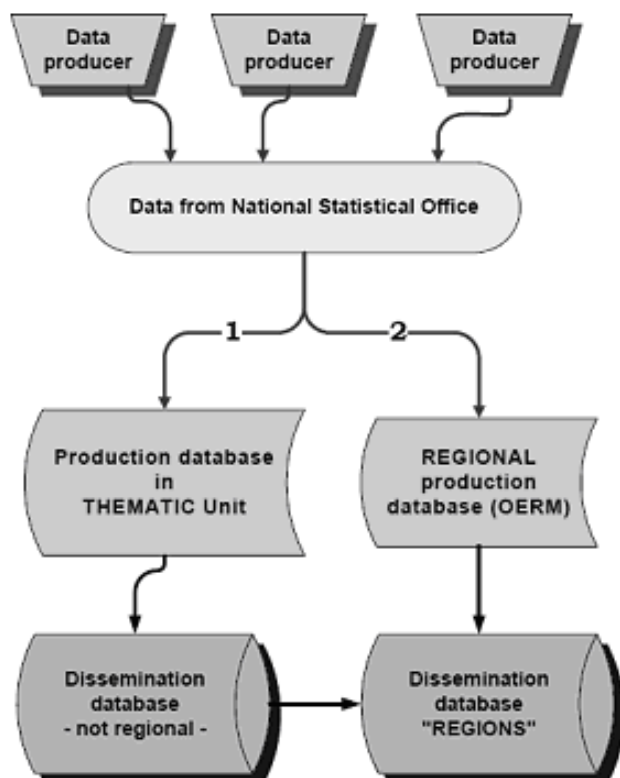 Data
producer
Data
producer
Data
producer
Data from National Statistical Office
1
2
Production database
in
THEMATIC Unit
REGIONAL
production
database (OERM)
Dissemination
database
- not regional -
Dissemination
database
"REGIONS"